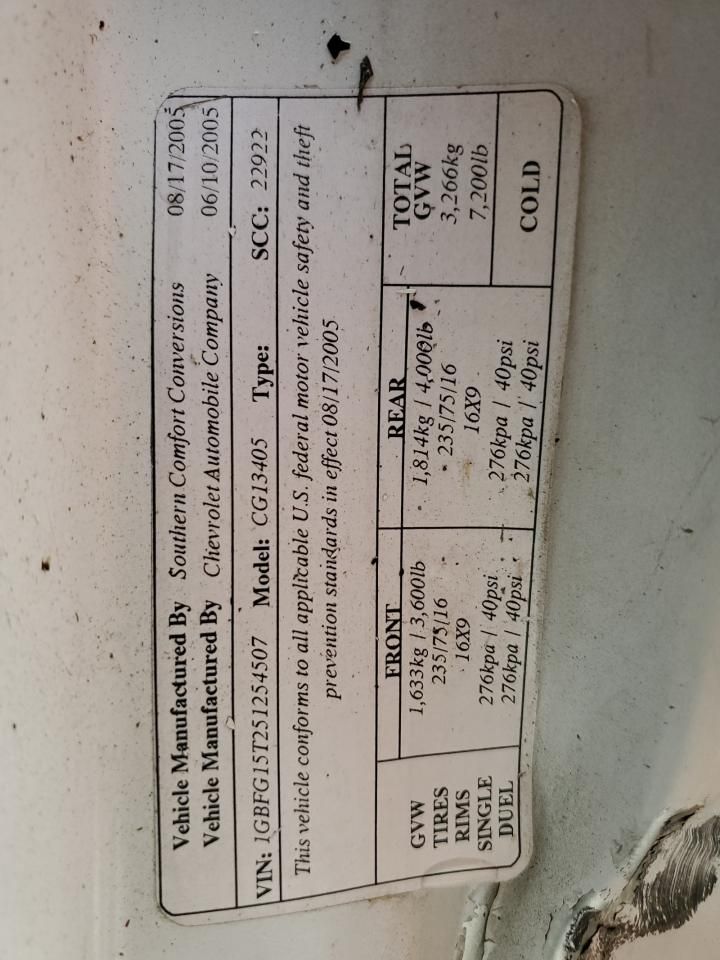 Vehicle Manufactured By Southern Comfort Conversions 08/17/2005
Vehicle Manufactured By Chevrolet Automobile Company 06/10/2005
VIN: 1GBFG15T251254507 Model: CG13405 Type: SCC: 22922
This vehicle conforms to all applicable U.S. federal motor vehicle safety and theft
prevention standards in effect 08/17/2005
FRONT REAR TOTAL GVW
GVW 1,633kg | 3,600lb 1,814kg | 4,000lb 3,266kg
TIRES 235/75/16 235/75/16 7,200lb
RIMS 16X9 16X9
SINGLE 276kpa | 40psi 276kpa | 40psi COLD
DUEL 276kpa | 40psi 276kpa | 40psi